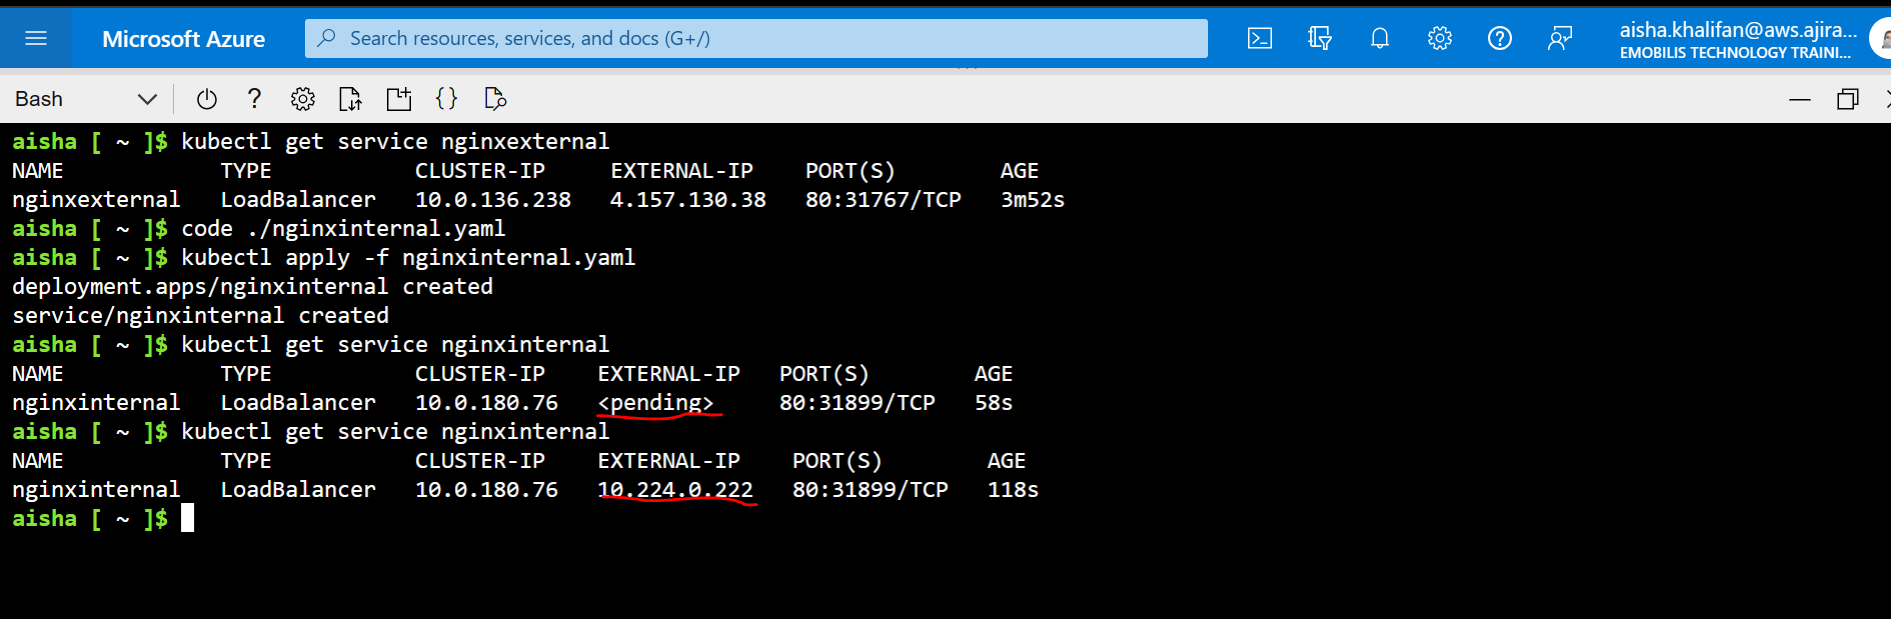 Microsoft Azure
Search resources, services, and docs (G+/)
aisha.khalifan@aws.ajira...
EMOBILIS TECHNOLOGY TRAINI...
Bash
aisha [ ~ ]$ kubectl get service nginxexternal
NAME TYPE CLUSTER-IP EXTERNAL-IP PORT(S) AGE
nginxexternal LoadBalancer 10.0.136.238 4.157.130.38 80:31767/TCP 3m52s
aisha [ ~ ]$ code ./nginxinternal.yaml
aisha [ ~ ]$ kubectl apply -f nginxinternal.yaml
deployment.apps/nginxinternal created
service/nginxinternal created
aisha [ ~ ]$ kubectl get service nginxinternal
NAME TYPE CLUSTER-IP EXTERNAL-IP PORT(S) AGE
nginxinternal LoadBalancer 10.0.180.76 <pending> 80:31899/TCP 58s
aisha [ ~ ]$ kubectl get service nginxinternal
NAME TYPE CLUSTER-IP EXTERNAL-IP PORT(S) AGE
nginxinternal LoadBalancer 10.0.180.76 10.224.0.222 80:31899/TCP 118s
aisha [ ~ ]$